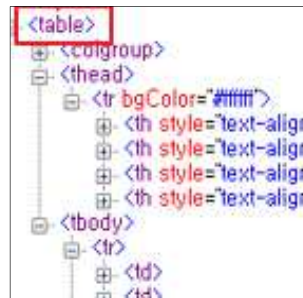 <table>
<colgroup>
<thead>
<tr bgColor="#ffffff">
<th style="text-align
<th style="text-align
<th style="text-align
<th style="text-align
<tbody>
<tr>
<td>
<td>